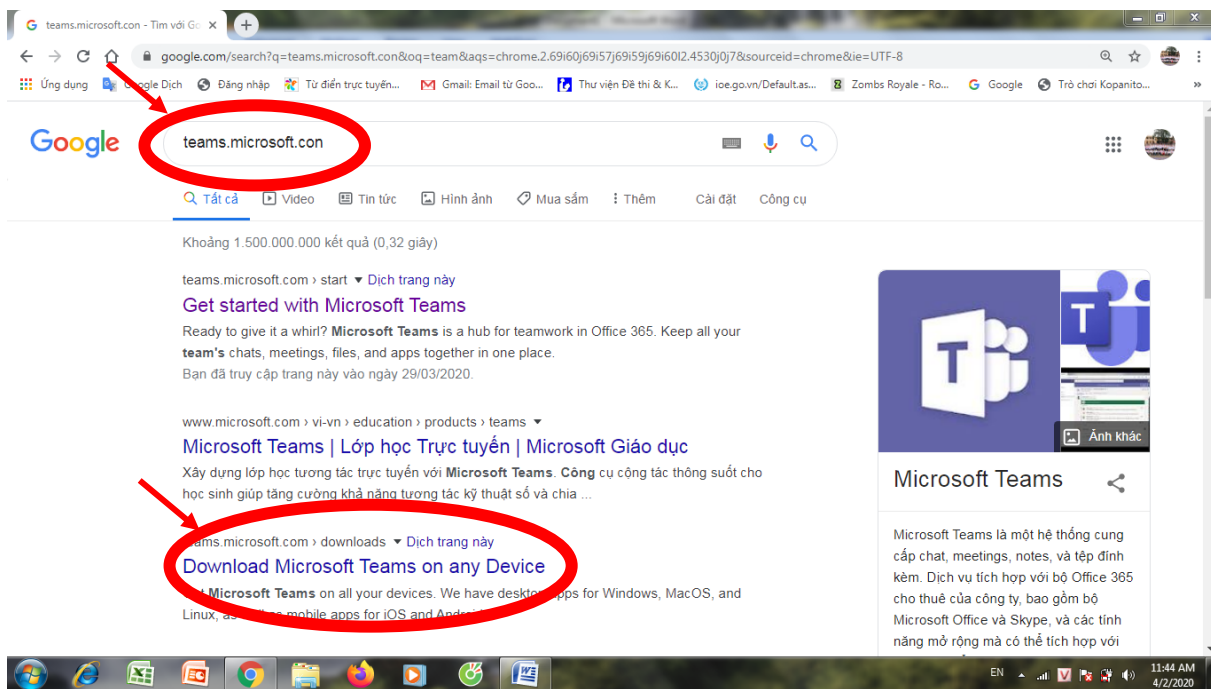 teams.microsoft.con - Tìm với Go
google.com/search?q=teams.microsoft.con&oq=team&aqs=chrome.2.69i60j69i57j69i59j69i60l2.4530j0j7&sourceid=chrome&ie=UTF-8
Ứng dụng Google Dịch Đăng nhập Từ điển trực tuyến... Gmail: Email từ Goo... Thư viện Đề thi & K... ioe.go.vn/Default.as... Zombs Royale - Ro... Google Trò chơi Kopanito... »
Google teams.microsoft.con
Tất cả Video Tin tức Hình ảnh Mua sắm Thêm Cài đặt Công cụ
Khoảng 1.500.000.000 kết quả (0,32 giây)
teams.microsoft.com › start ▼ Dịch trang này
Get started with Microsoft Teams
Ready to give it a whirl? Microsoft Teams is a hub for teamwork in Office 365. Keep all your
team's chats, meetings, files, and apps together in one place.
Bạn đã truy cập trang này vào ngày 29/03/2020.
www.microsoft.com › vi-vn › education › products › teams ▼
Microsoft Teams | Lớp học Trực tuyến | Microsoft Giáo dục
Xây dựng lớp học tương tác trực tuyến với Microsoft Teams. Công cụ cộng tác thông suốt cho
học sinh giúp tăng cường khả năng tương tác kỹ thuật số và chia ...
teams.microsoft.com › downloads ▼ Dịch trang này
Download Microsoft Teams on any Device
Get Microsoft Teams on all your devices. We have desktop apps for Windows, MacOS, and
Linux, as mobile apps for iOS and
T
T
Ảnh khác
Microsoft Teams
Microsoft Teams là một hệ thống cung
cấp chat, meetings, notes, và tệp đính
kèm. Dịch vụ tích hợp với bộ Office 365
cho thuê của công ty, bao gồm bộ
Microsoft Office và Skype, và các tính
năng mở rộng mà có thể tích hợp với
EN
11:44 AM
4/2/2020